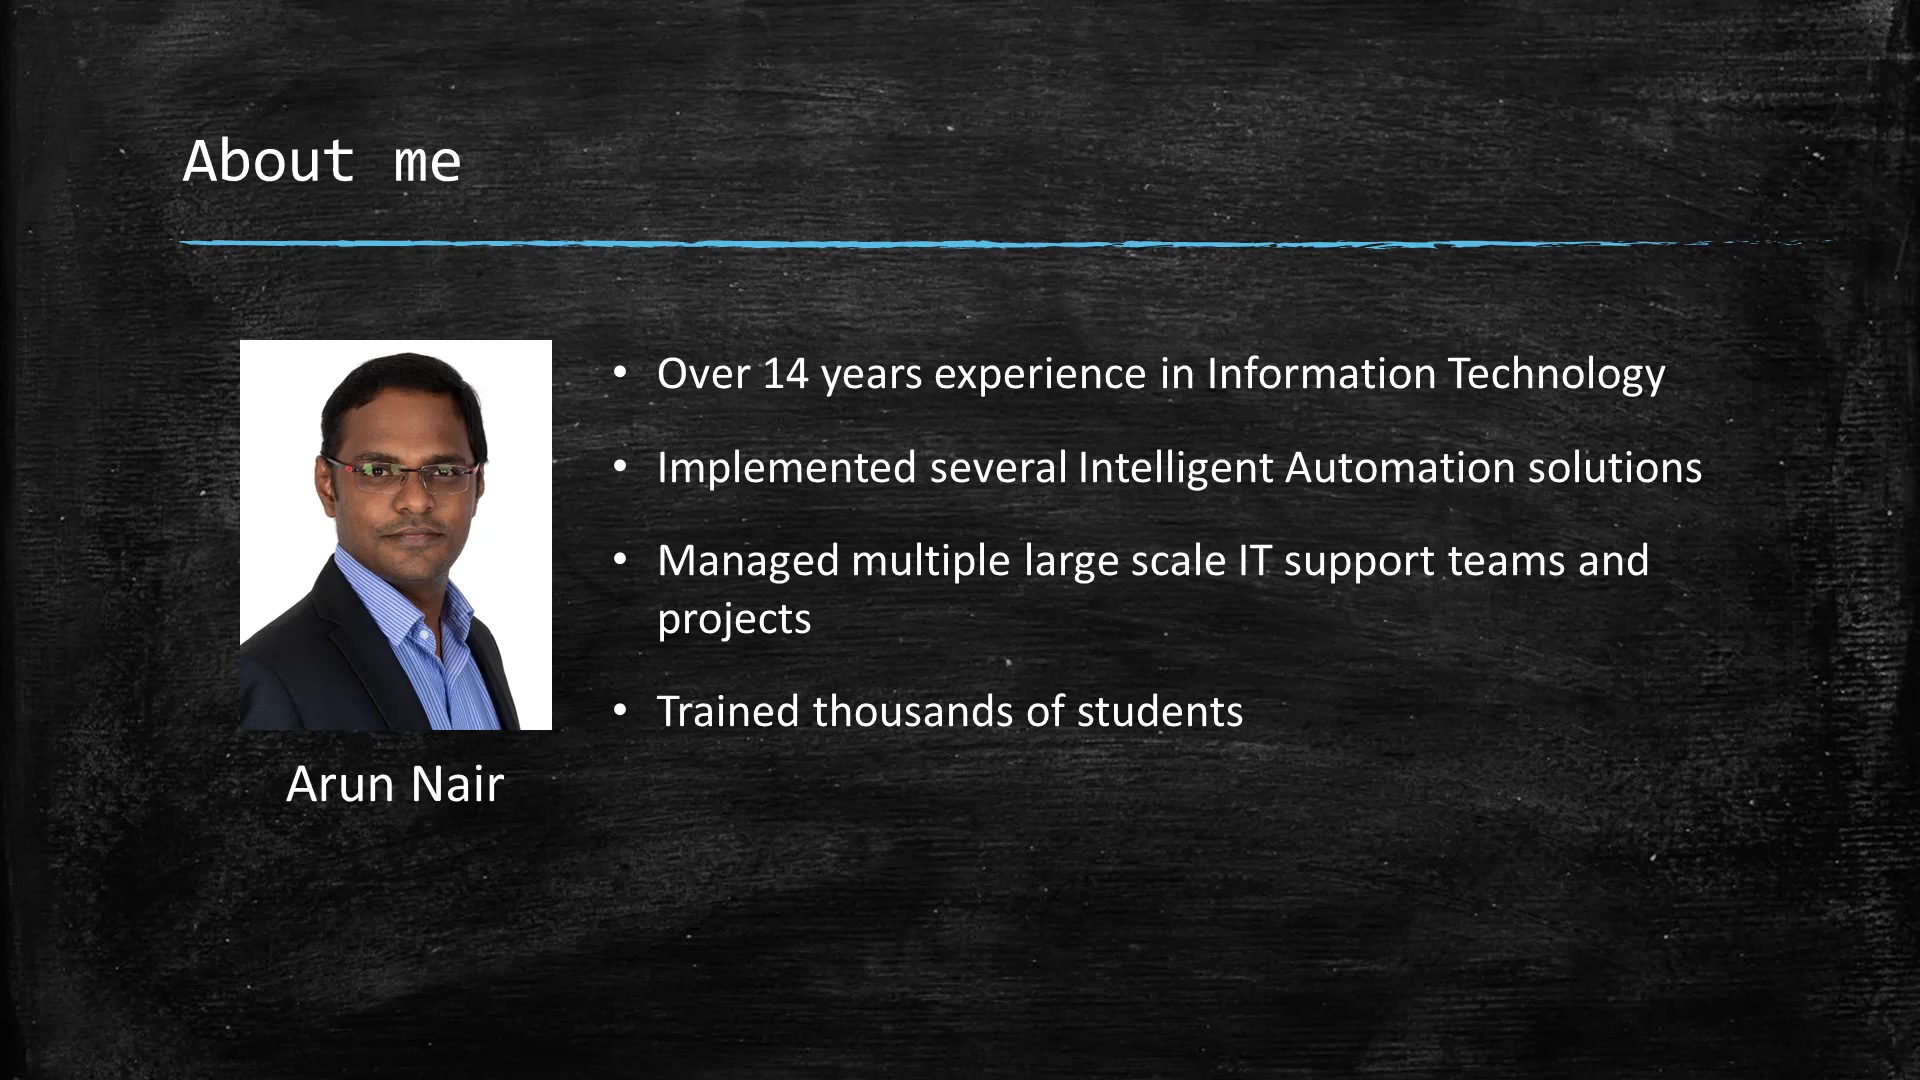 About me
• Over 14 years experience in Information Technology
• Implemented several Intelligent Automation solutions
• Managed multiple large scale IT support teams and
projects
• Trained thousands of students
Arun Nair